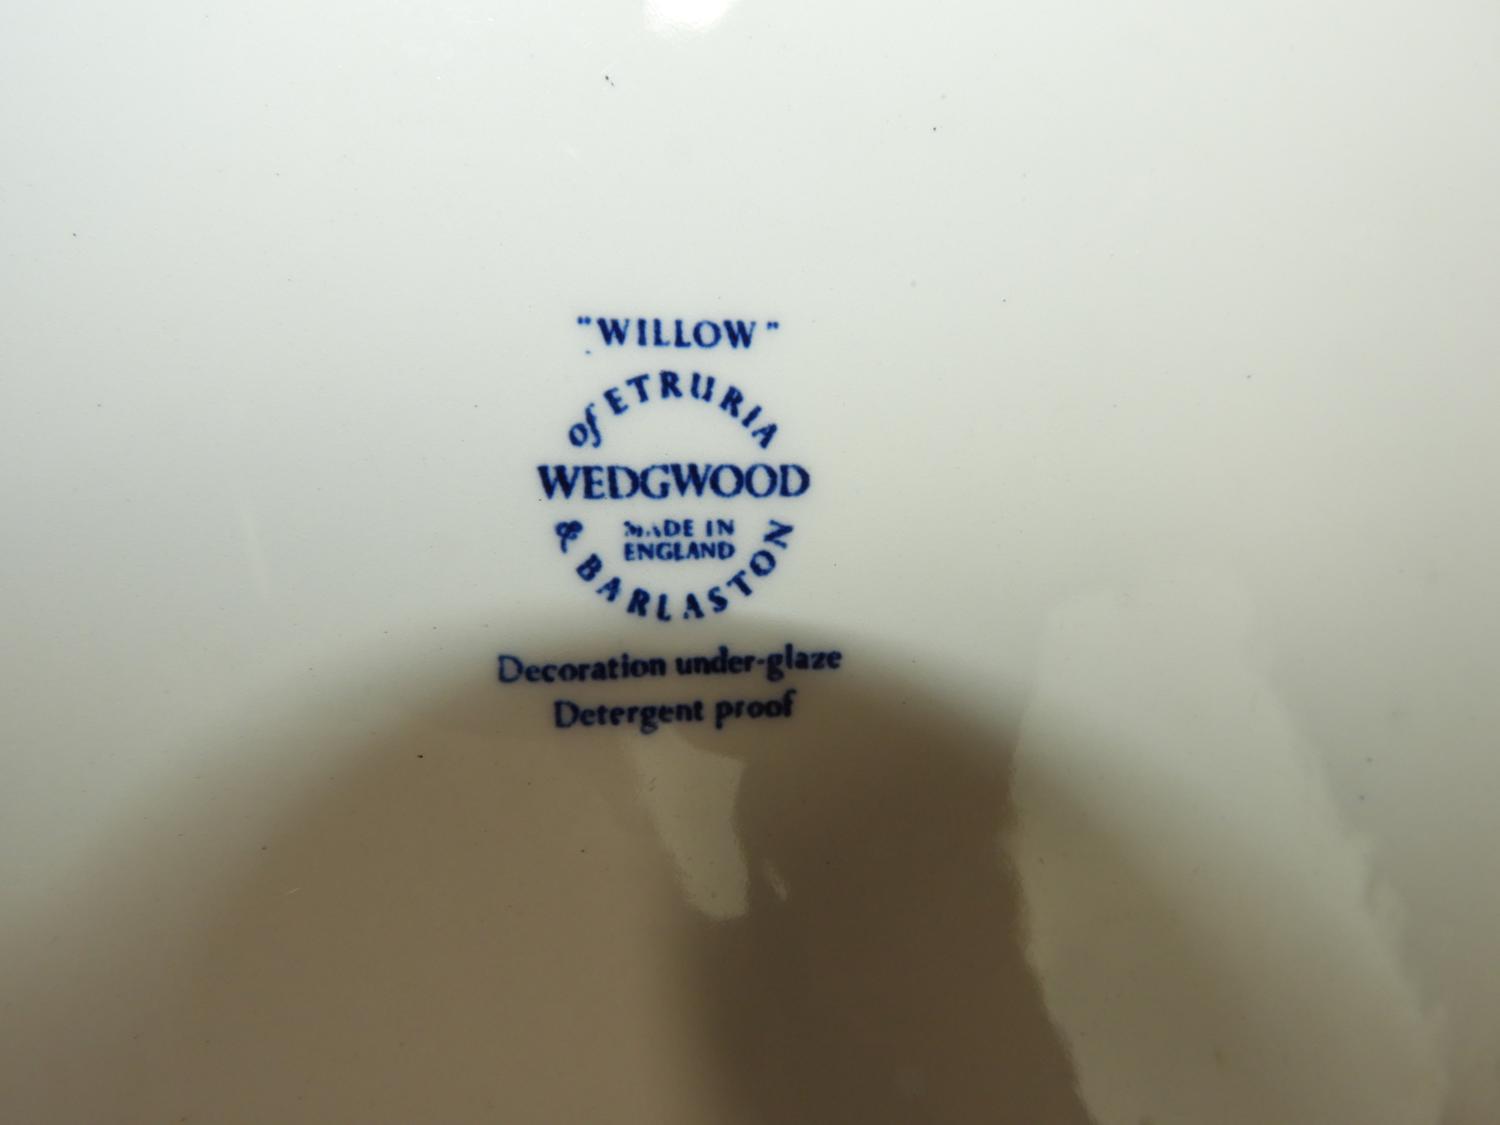 "WILLOW"
of ETRURIA
WEDGWOOD
MADE IN
ENGLAND
& BARLASTON
Decoration under-glaze
Detergent proof